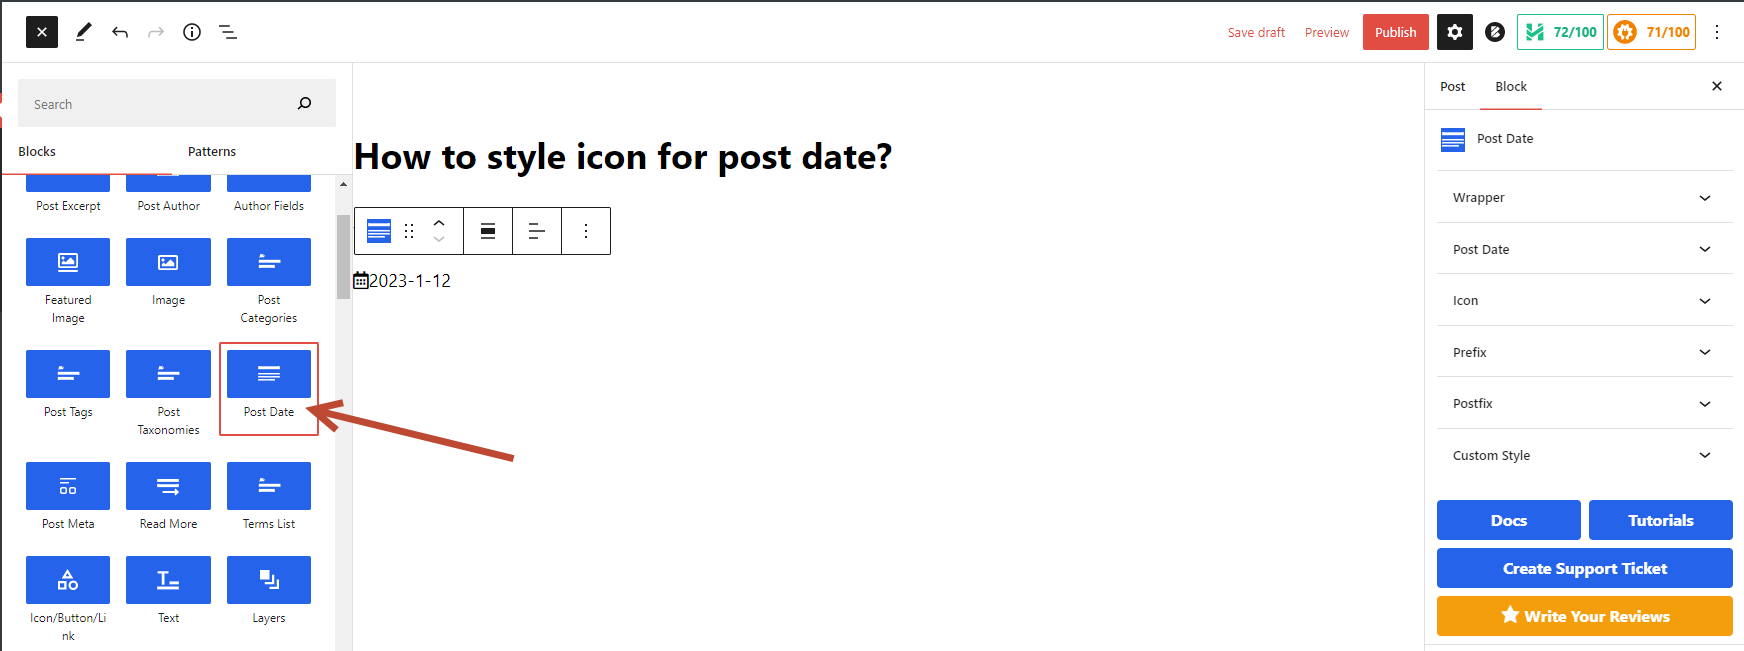 Save draft
Preview
Publish
72/100
71/100
Search
Blocks
Patterns
Post Excerpt
Post Author
Author Fields
Featured
Image
Image
Post
Categories
Post Tags
Post
Taxonomies
Post Date
Post Meta
Read More
Terms List
Icon/Button/Li
nk
Text
Layers
How to style icon for post date?
2023-1-12
Post
Block
Post Date
Wrapper
Post Date
Icon
Prefix
Postfix
Custom Style
Docs
Tutorials
Create Support Ticket
Write Your Reviews